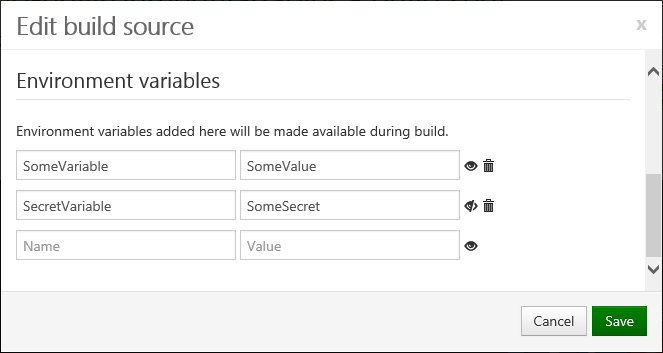 Edit build source x
Environment variables
Environment variables added here will be made available during build.
SomeVariable SomeValue
SecretVariable SomeSecret
Name Value
Cancel Save